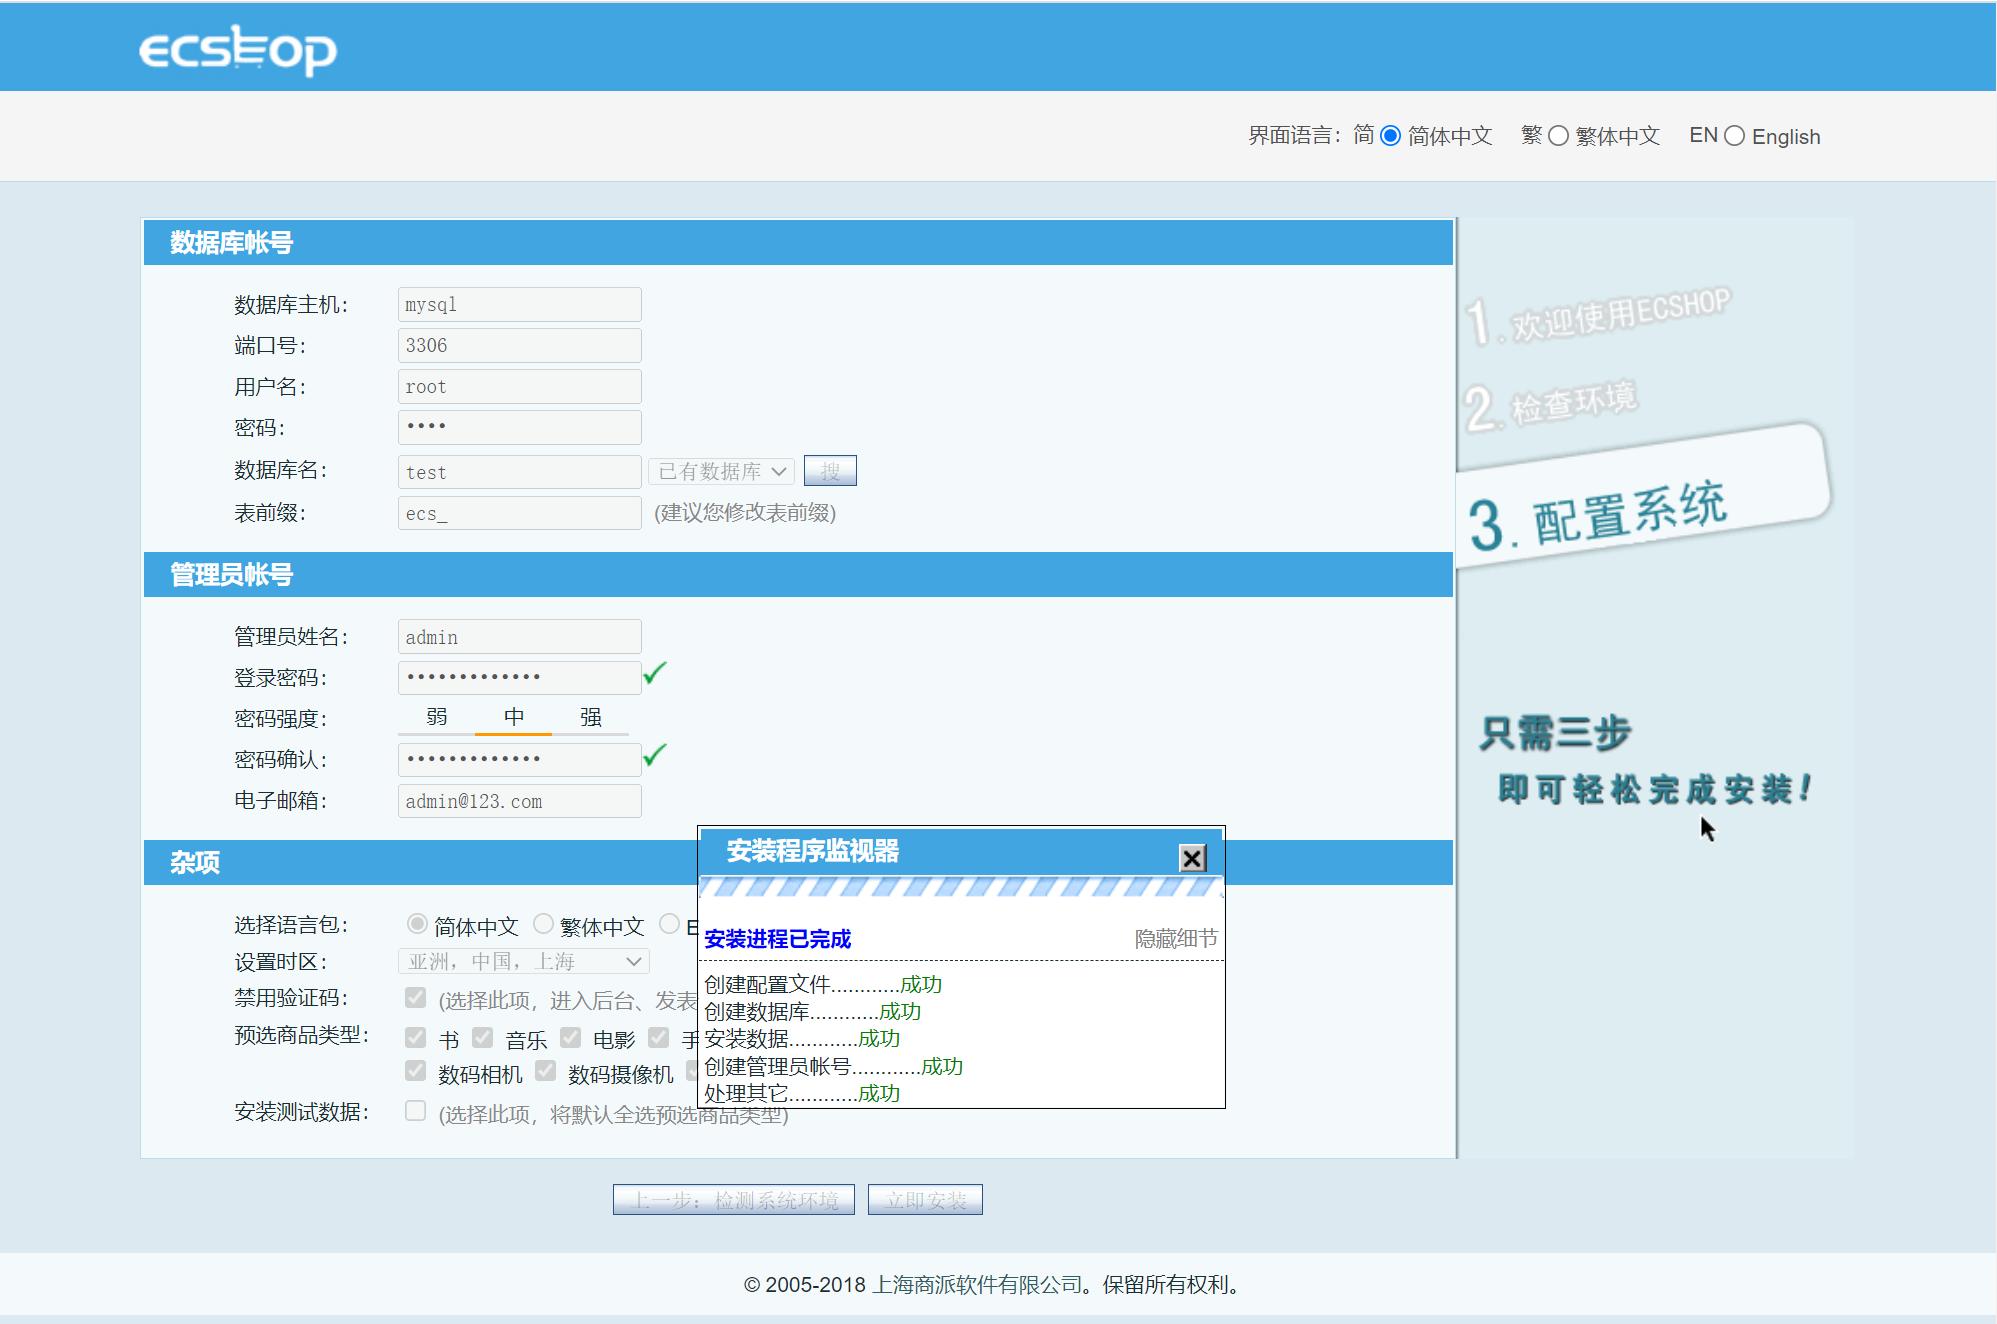 ecshop
界面语言： 简 简体中文 繁 繁体中文 EN English
数据库帐号
数据库主机： mysql
端口号： 3306
用户名： root
密码： ••••
数据库名： test 已有数据库 搜
表前缀： ecs_ (建议您修改表前缀)
管理员帐号
管理员姓名： admin
登录密码： •••••••••••••
密码强度： 弱 中 强
密码确认： •••••••••••••
电子邮箱： admin@123.com
杂项
选择语言包： 简体中文 繁体中文 E
设置时区： 亚洲，中国，上海
禁用验证码： (选择此项，进入后台、发表
预选商品类型： 书 音乐 电影 手
数码相机 数码摄像机
安装测试数据： (选择此项，将默认全选预选商品类型)
安装程序监视器
安装进程已完成 隐藏细节
创建配置文件............成功
创建数据库............成功
安装数据............成功
创建管理员帐号............成功
处理其它............成功
上一步：检测系统环境 立即安装
1.欢迎使用ECSHOP
2.检查环境
3.配置系统
只需三步
即可轻松完成安装！
© 2005-2018 上海商派软件有限公司。保留所有权利。